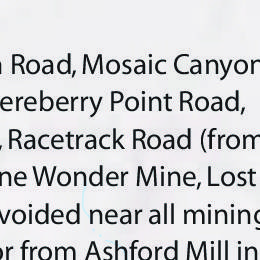 Road, Mosaic Canyon
ereberry Point Road,
, Racetrack Road (from
ne Wonder Mine, Lost
voided near all mining
or from Ashford Mill in